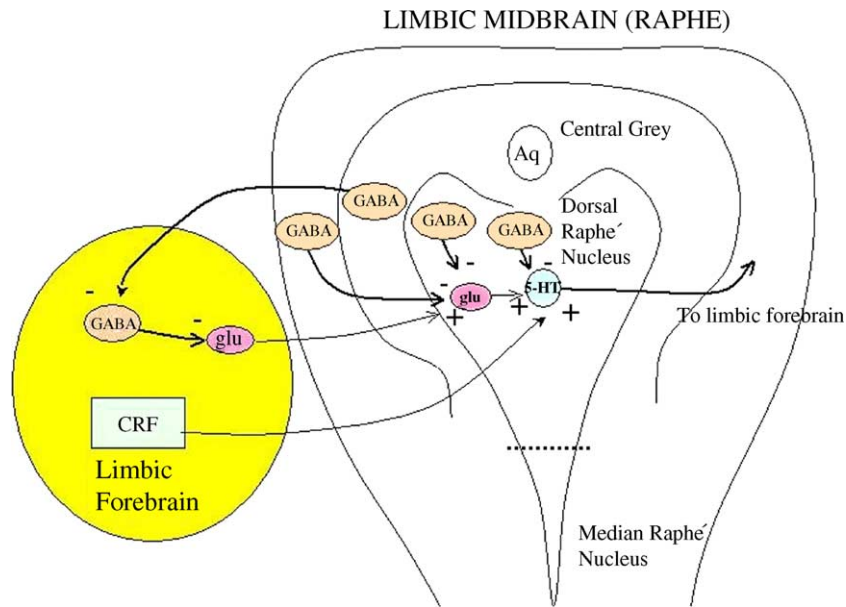 LIMBIC MIDBRAIN (RAPHE)
Central Grey
Aq
GABA
GABA
GABA
GABA
Dorsal
Raphe´
Nucleus
-
-
-
-
-
glu
5-HT
+
+
+
To limbic forebrain
GABA
glu
CRF
Limbic
Forebrain
Median Raphe´
Nucleus